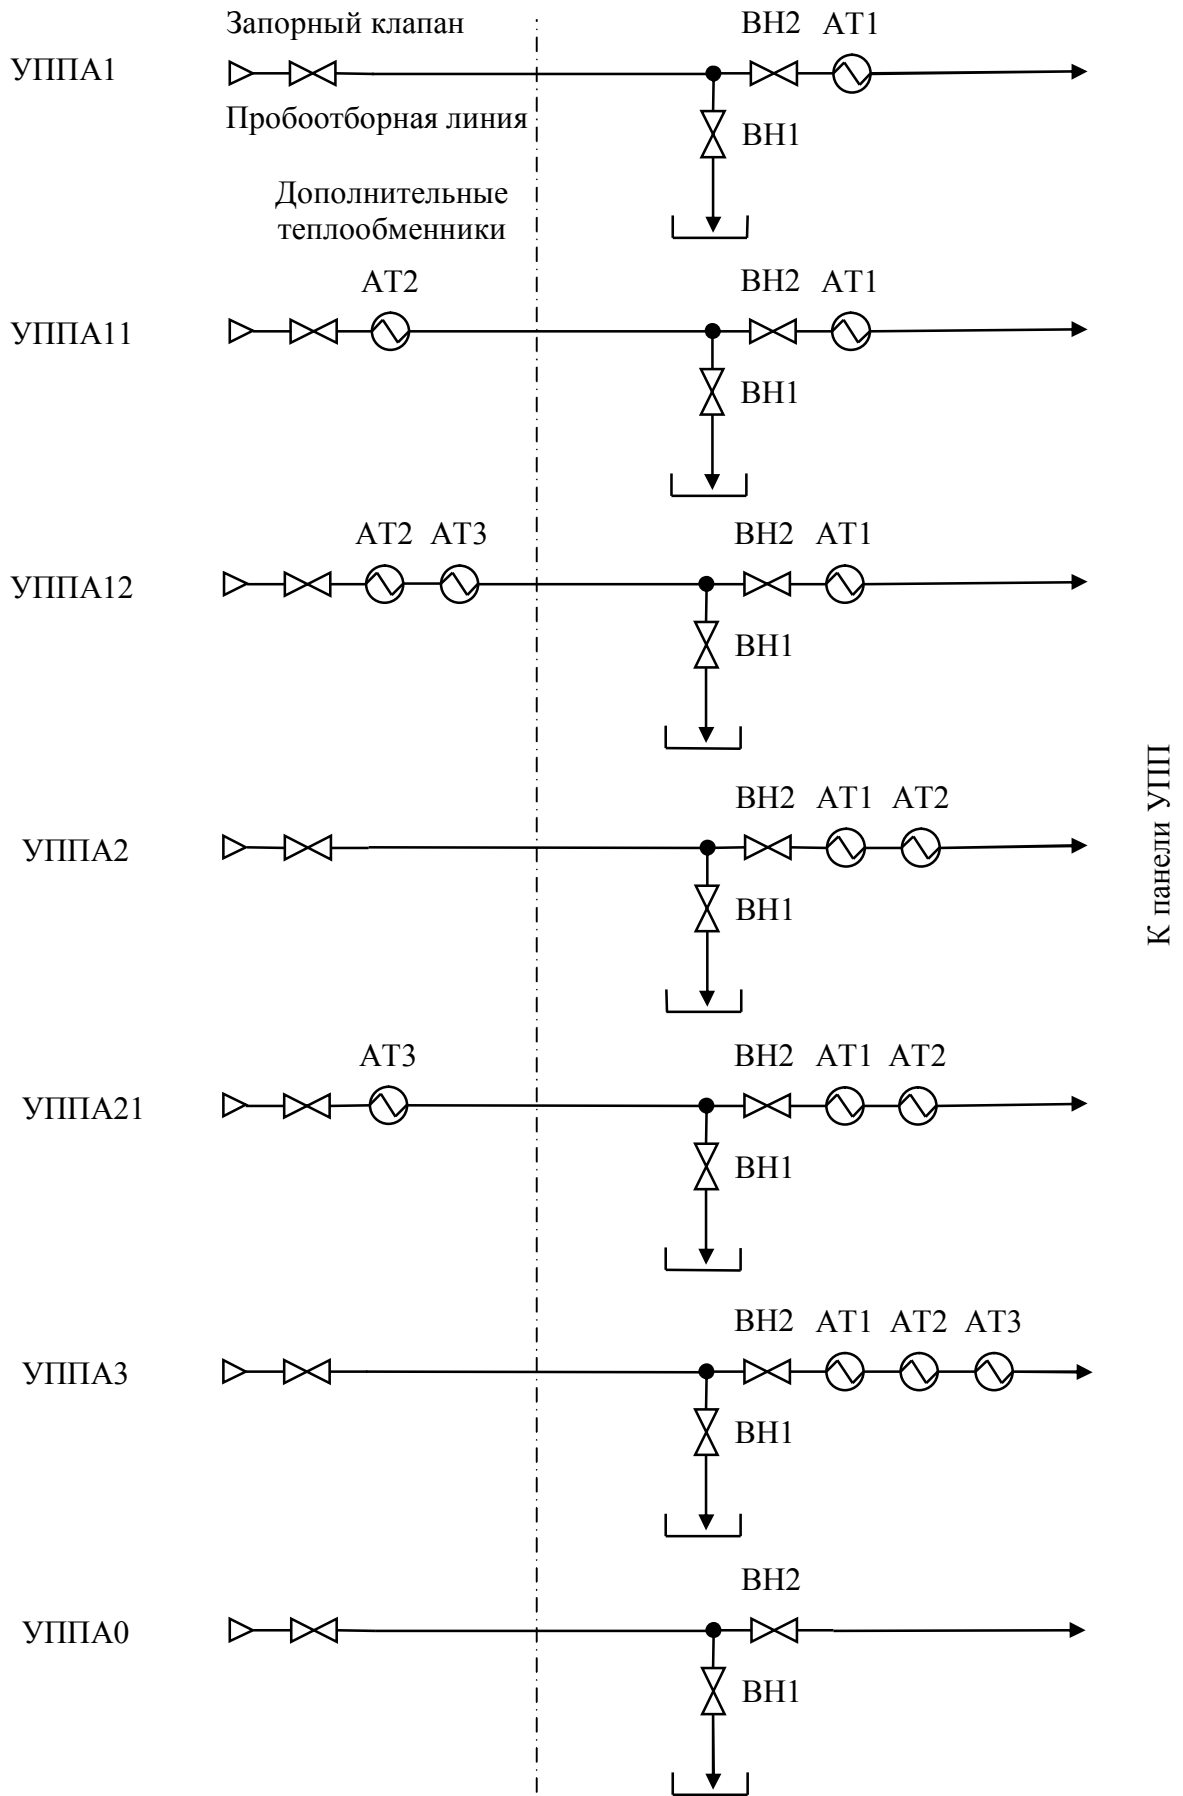 Запорный клапан
ВН2 АТ1
УППА1
Пробоотборная линия
ВН1
Дополнительные
теплообменники
АТ2
ВН2 АТ1
УППА11
ВН1
АТ2 АТ3
ВН2 АТ1
УППА12
ВН1
К панели УПП
ВН2 АТ1 АТ2
УППА2
ВН1
АТ3
ВН2 АТ1 АТ2
УППА21
ВН1
ВН2 АТ1 АТ2 АТ3
УППА3
ВН1
ВН2
УППА0
ВН1